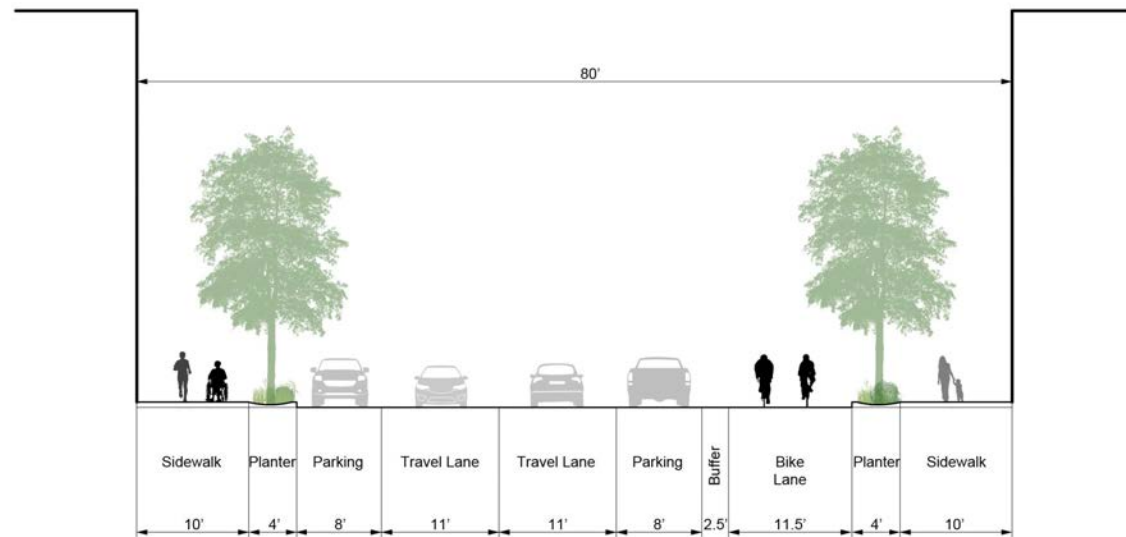 80'
Sidewalk
Planter
Parking
Travel Lane
Travel Lane
Parking
Buffer
Bike
Lane
Planter
Sidewalk
10'
4'
8'
11'
11'
8'
2.5'
11.5'
4'
10'